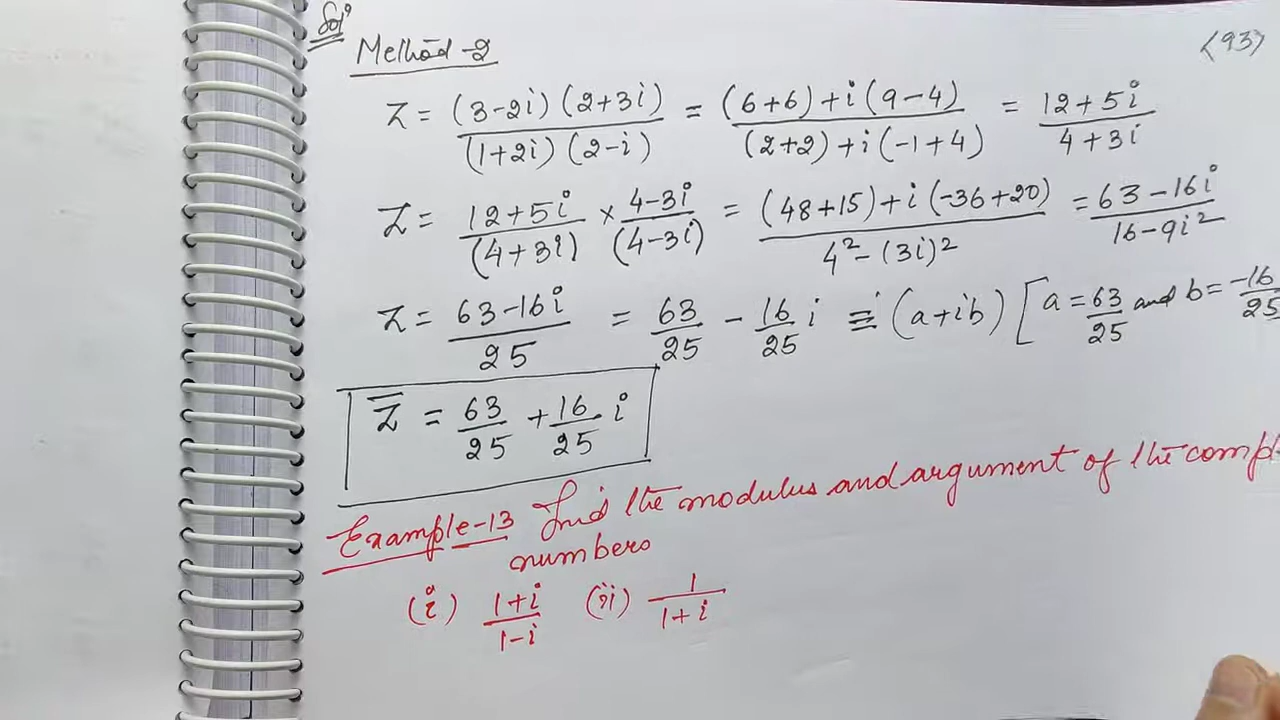 Solⁿ
Method-2 (93)
Z = (3-2i)(2+3i)/(1+2i)(2-i) = (6+6)+i(9-4)/(2+2)+i(-1+4) = 12+5i/4+3i
Z = 12+5i/(4+3i) × 4-3i/(4-3i) = (48+15)+i(-36+20)/4²-(3i)² = 63-16i/16-9i²
Z = 63-16i/25 = 63/25 - 16/25 i ≡ (a+ib) [a = 63/25 and b = -16/25
Z̄ = 63/25 + 16/25 i
Example-13 Find the modulus and argument of the compl
numbers
(i) 1+i/1-i (ii) 1/1+i